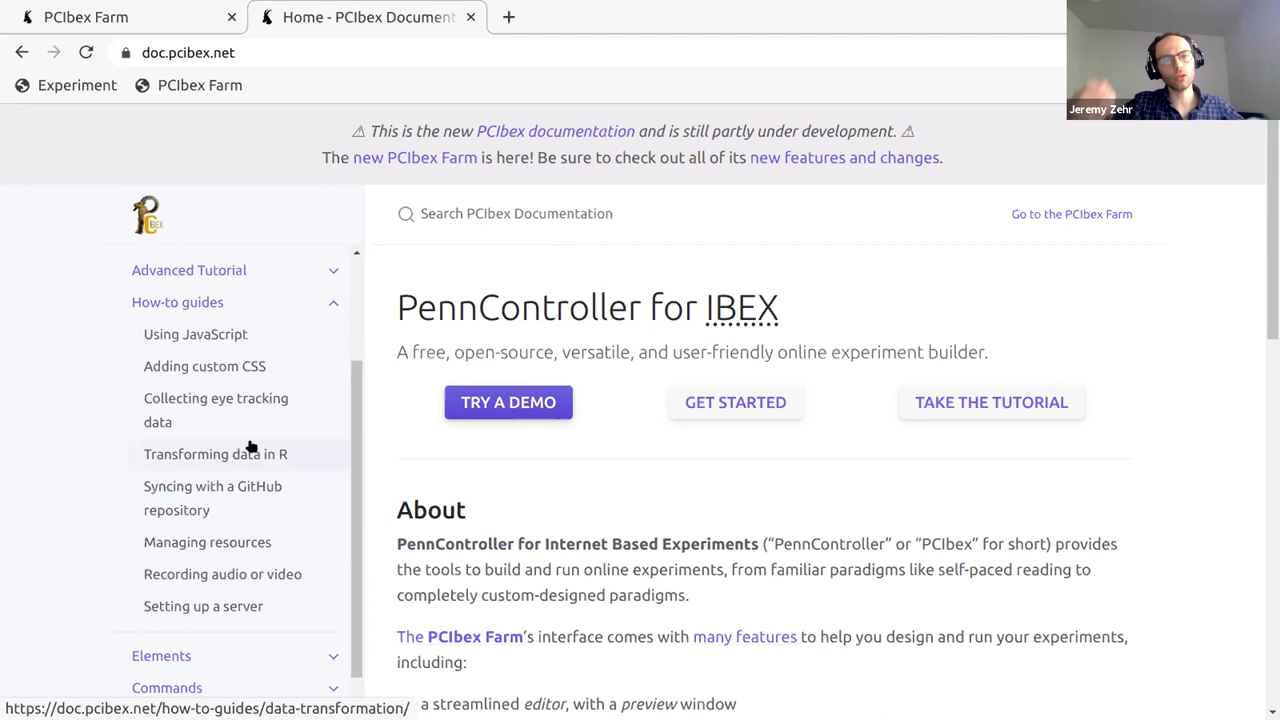 PCIbex Farm
Home - PCIbex Document
doc.pcibex.net
Experiment
PCIbex Farm
Jeremy Zehr
⚠ This is the new PCIbex documentation and is still partly under development. ⚠
The new PCIbex Farm is here! Be sure to check out all of its new features and changes.
PC IBEX
Search PCIbex Documentation
Go to the PCIbex Farm
Advanced Tutorial
How-to guides
Using JavaScript
Adding custom CSS
Collecting eye tracking
data
Transforming data in R
Syncing with a GitHub
repository
Managing resources
Recording audio or video
Setting up a server
Elements
Commands
https://doc.pcibex.net/how-to-guides/data-transformation/
PennController for IBEX
A free, open-source, versatile, and user-friendly online experiment builder.
TRY A DEMO
GET STARTED
TAKE THE TUTORIAL
About
PennController for Internet Based Experiments (“PennController” or “PCIbex” for short) provides
the tools to build and run online experiments, from familiar paradigms like self-paced reading to
completely custom-designed paradigms.
The PCIbex Farm’s interface comes with many features to help you design and run your experiments,
including:
a streamlined editor, with a preview window